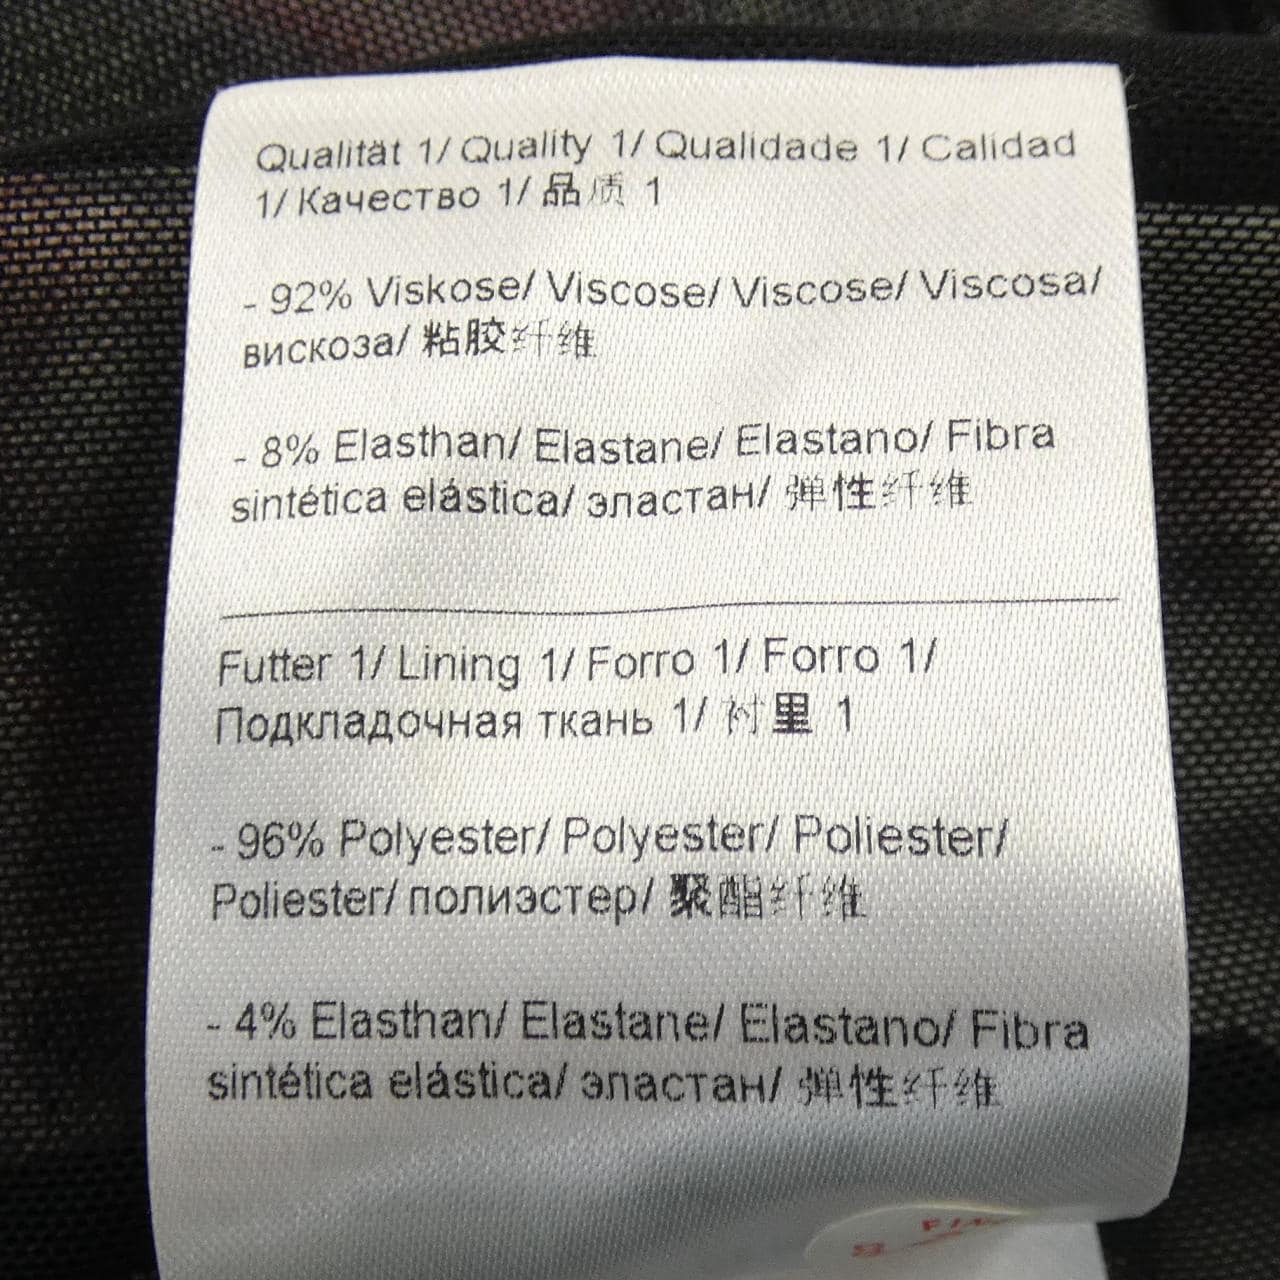 Qualität 1/ Quality 1/ Qualidade 1/ Calidad
1/ Качество 1/ 品质 1
- 92% Viskose/ Viscose/ Viscose/ Viscosa/
вискоза/ 粘胶纤维
- 8% Elasthan/ Elastane/ Elastano/ Fibra
sintética elástica/ эластан/ 弹性纤维
Futter 1/ Lining 1/ Forro 1/ Forro 1/
Подкладочная ткань 1/ 衬里 1
- 96% Polyester/ Polyester/ Poliester/
Poliester/ полиэстер/ 聚酯纤维
- 4% Elasthan/ Elastane/ Elastano/ Fibra
sintética elástica/ эластан/ 弹性纤维